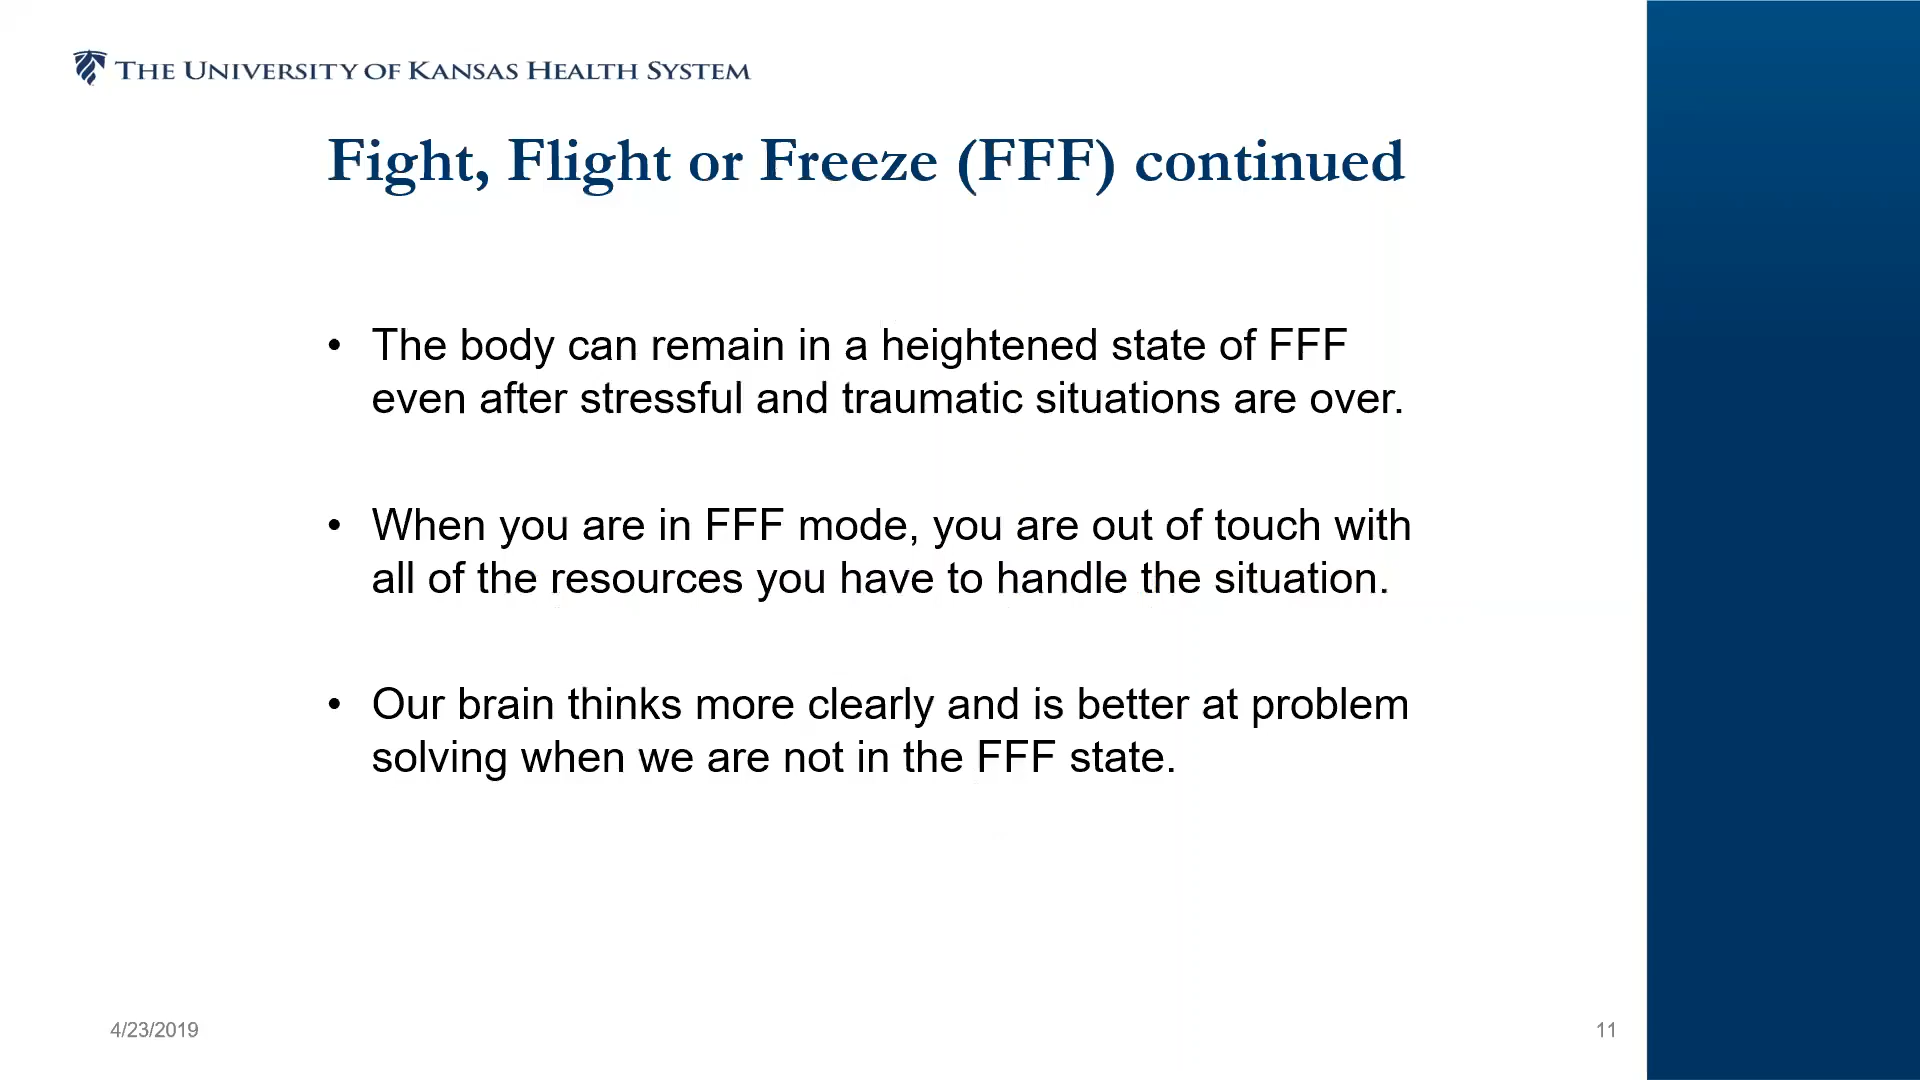 THE UNIVERSITY OF KANSAS HEALTH SYSTEM
Fight, Flight or Freeze (FFF) continued
• The body can remain in a heightened state of FFF
even after stressful and traumatic situations are over.
• When you are in FFF mode, you are out of touch with
all of the resources you have to handle the situation.
• Our brain thinks more clearly and is better at problem
solving when we are not in the FFF state.
4/23/2019
11